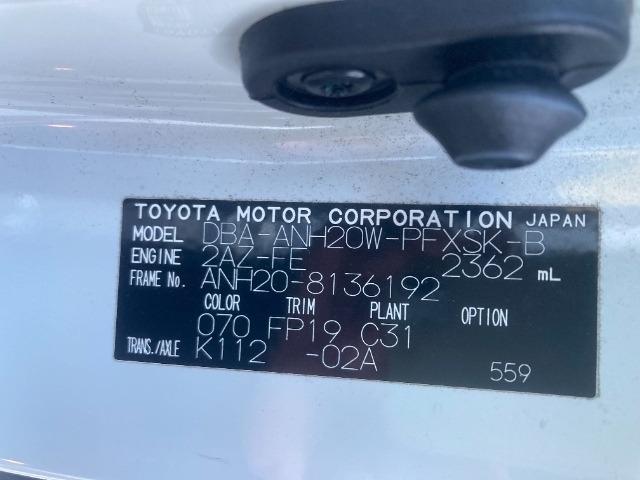 TOYOTA MOTOR CORPORATION JAPAN
MODEL DBA-ANH20W-PFXSK-B
ENGINE 2AZ-FE 2362 mL
FRAME No. ANH20-8136192
COLOR TRIM PLANT OPTION
070 FP19 C31
TRANS./AXLE K112 -02A
559